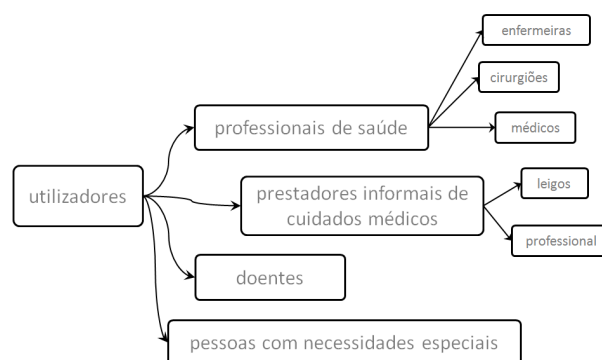 enfermeiras
cirurgiões
professionais de saúde
médicos
utilizadores
prestadores informais de
cuidados médicos
leigos
professional
doentes
pessoas com necessidades especiais